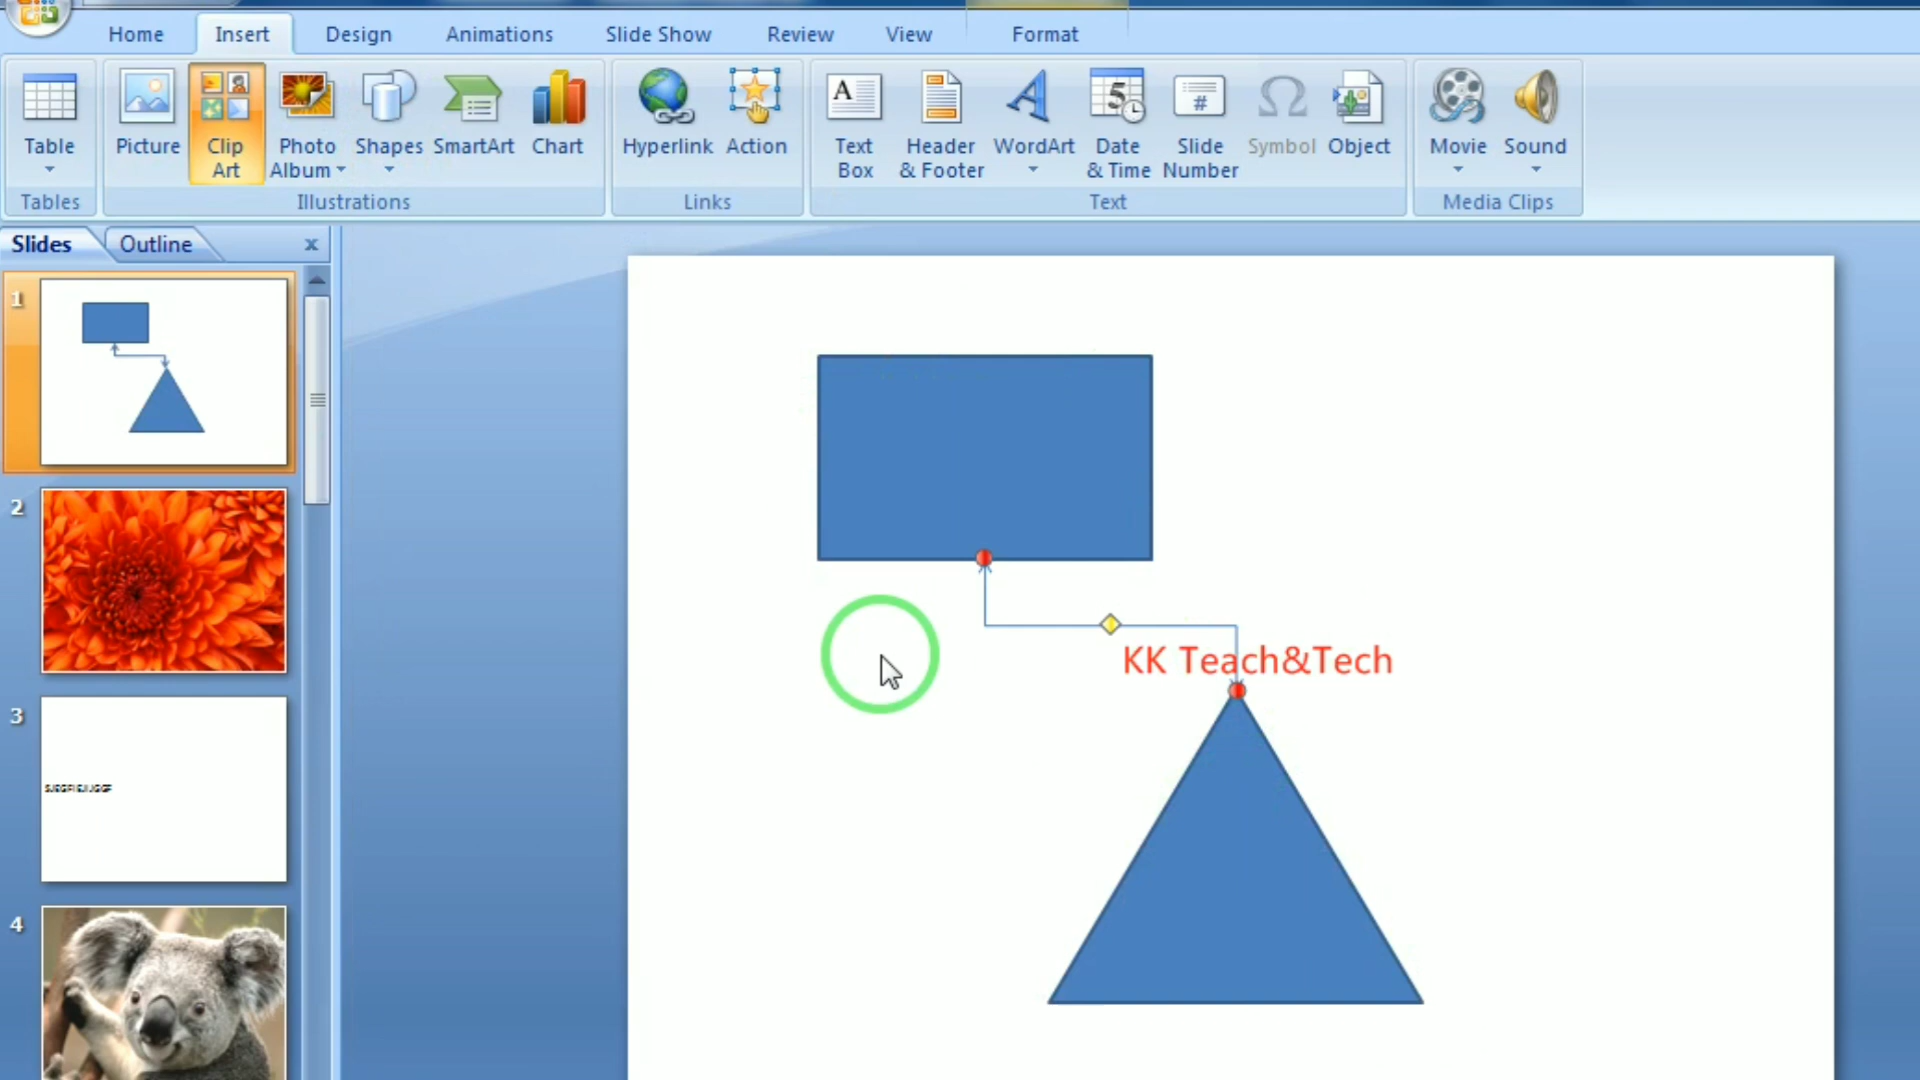 Home Insert Design Animations Slide Show Review View Format
Table Picture Clip Art Photo Album Shapes SmartArt Chart Hyperlink Action Text Box Header & Footer WordArt Date & Time Slide Number Symbol Object Movie Sound
Tables Illustrations Links Text Media Clips
Slides Outline
1
2
3
4
KK Teach&Tech